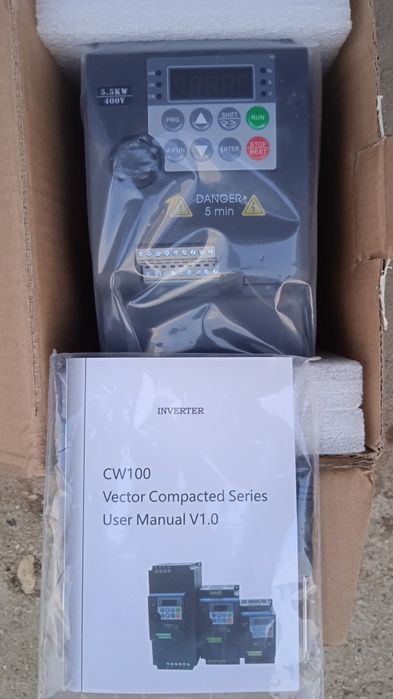 5.5KW
400V
PRG
SHIFT
RUN
M-FUN
ENTER
STOP
REST
DANGER
5 min
INVERTER
CW100
Vector Compacted Series
User Manual V1.0